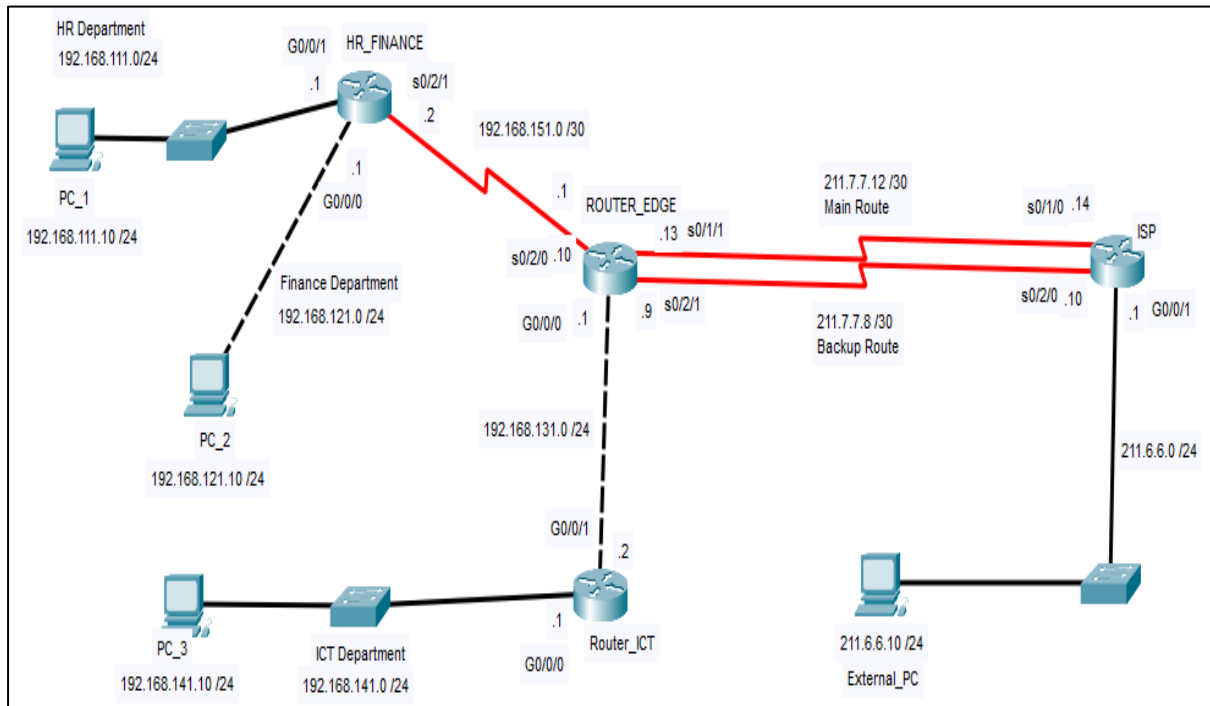 HR Department
192.168.111.0/24
G0/0/1
.1
HR_FINANCE
s0/2/1
.2
PC_1
192.168.111.10 /24
.1
G0/0/0
192.168.151.0 /30
.1
ROUTER_EDGE
s0/2/0 .10
.13 s0/1/1
211.7.7.12 /30
Main Route
s0/1/0 .14
ISP
Finance Department
192.168.121.0 /24
G0/0/0
.1
.9 s0/2/1
211.7.7.8 /30
Backup Route
s0/2/0 .10
.1 G0/0/1
PC_2
192.168.121.10 /24
192.168.131.0 /24
211.6.6.0 /24
G0/0/1
.2
PC_3
192.168.141.10 /24
ICT Department
192.168.141.0 /24
.1
G0/0/0
Router_ICT
211.6.6.10 /24
External_PC